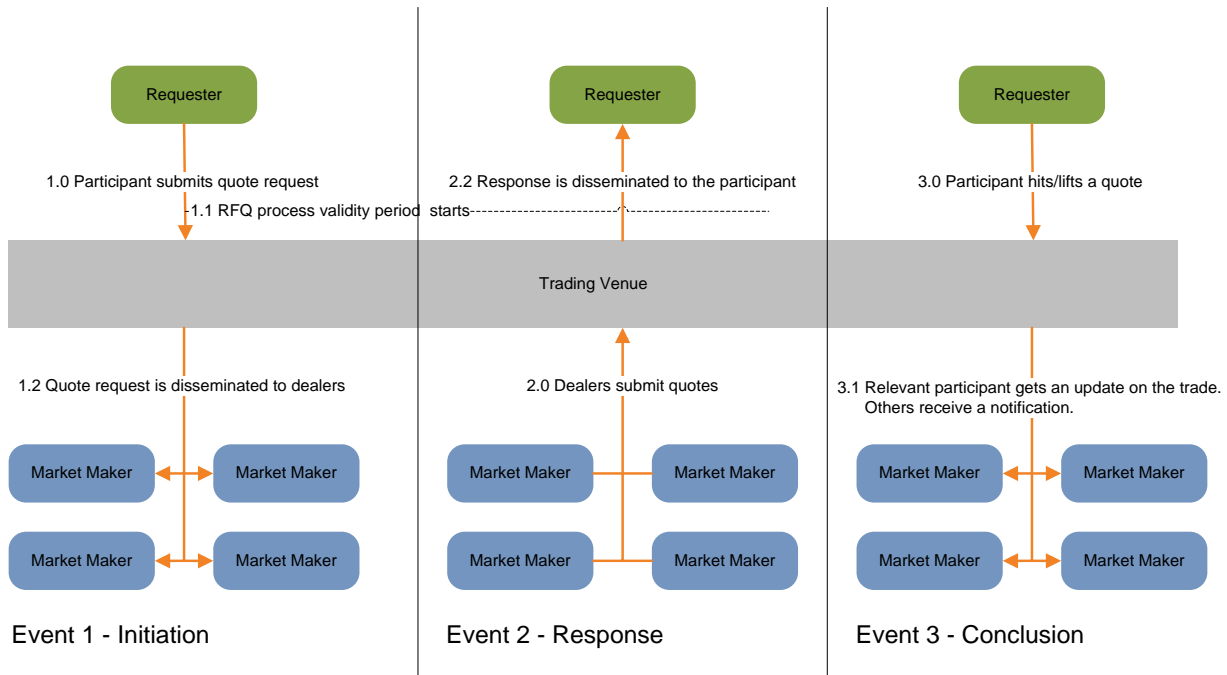 Requester
Requester
Requester
1.0 Participant submits quote request
2.2 Response is disseminated to the participant
3.0 Participant hits/lifts a quote
1.1 RFQ process validity period starts
Trading Venue
1.2 Quote request is disseminated to dealers
2.0 Dealers submit quotes
3.1 Relevant participant gets an update on the trade.
Others receive a notification.
Market Maker
Market Maker
Market Maker
Market Maker
Market Maker
Market Maker
Market Maker
Market Maker
Market Maker
Market Maker
Market Maker
Market Maker
Event 1 - Initiation
Event 2 - Response
Event 3 - Conclusion